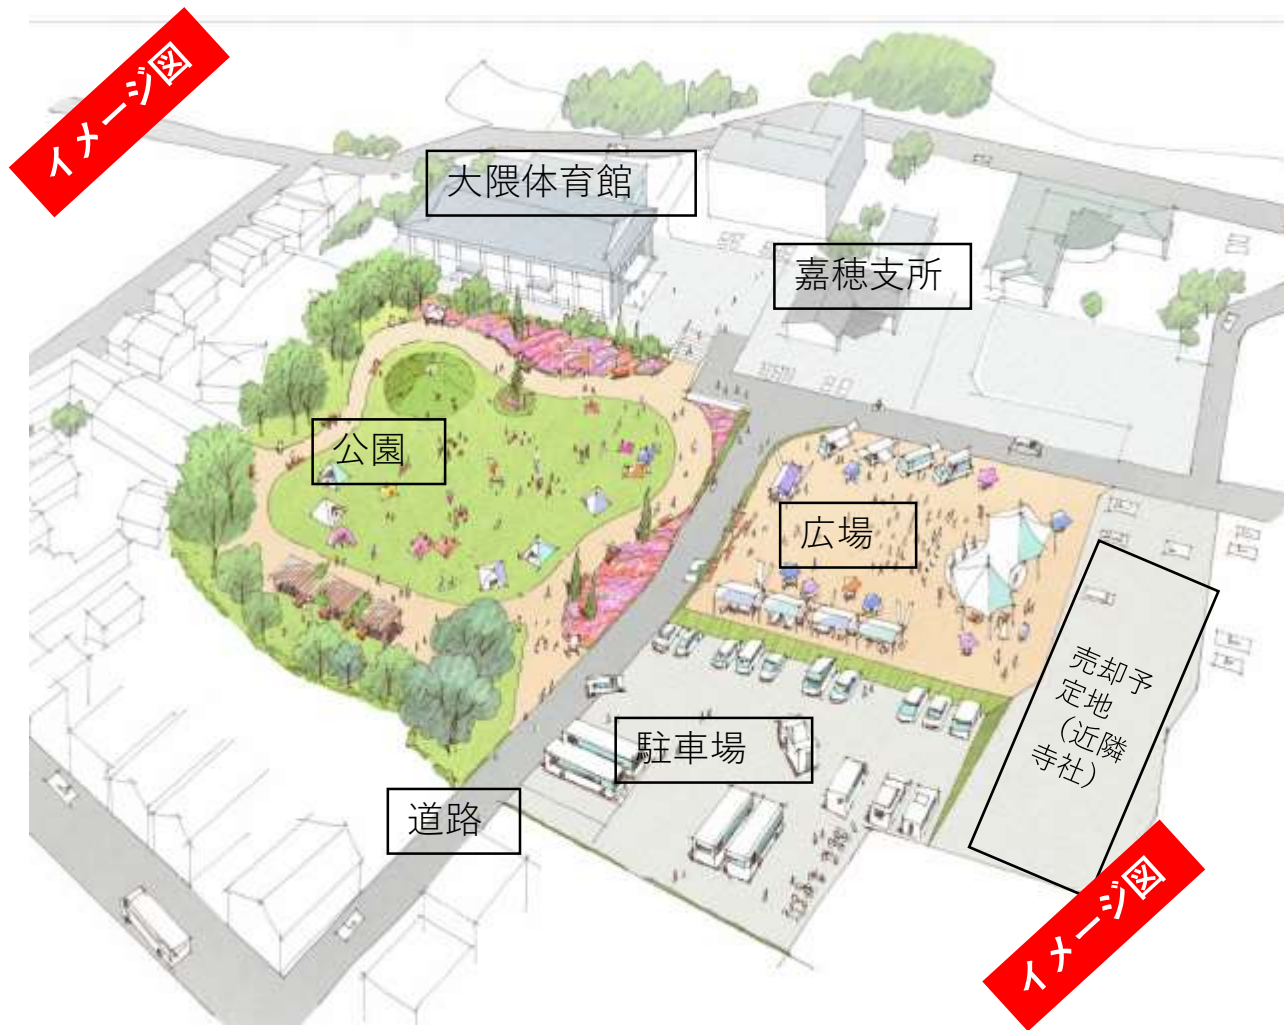 イメージ図
大隈体育館
嘉穂支所
公園
広場
売却予
定地
（近隣
寺社）
駐車場
道路
イメージ図